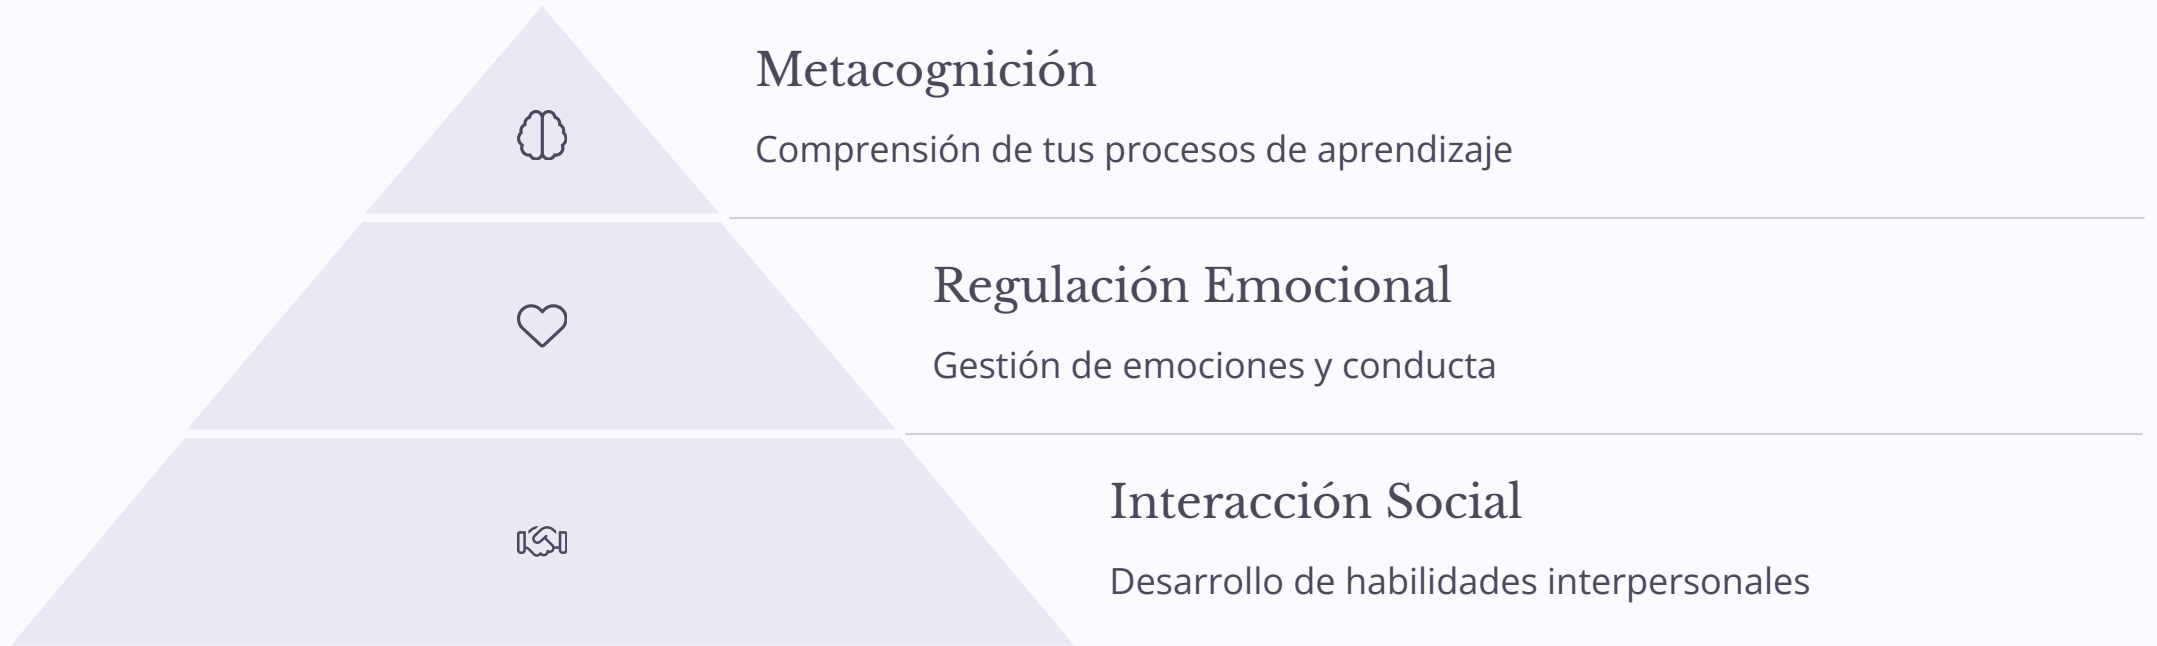 Metacognición
Comprensión de tus procesos de aprendizaje
Regulación Emocional
Gestión de emociones y conducta
Interacción Social
Desarrollo de habilidades interpersonales